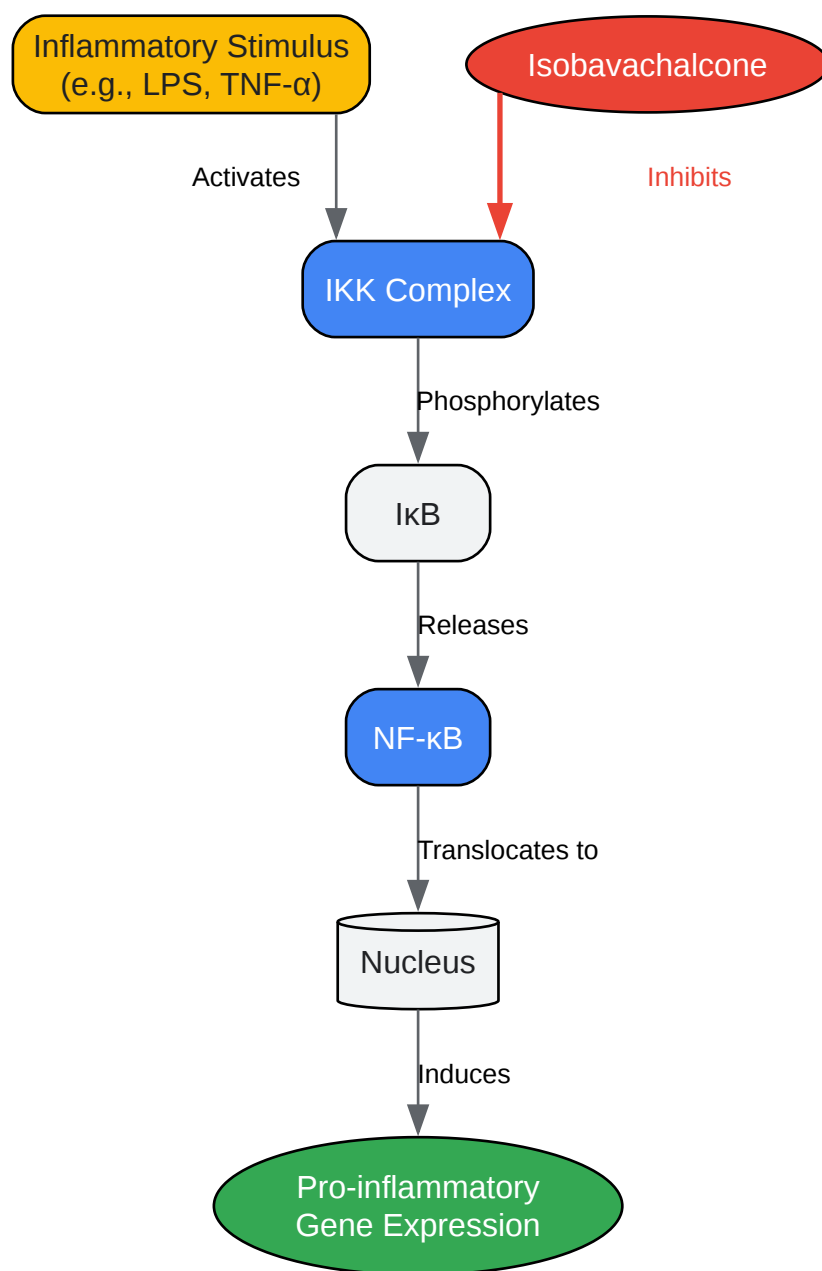 Inflammatory Stimulus
(e.g., LPS, TNF-α)
Isobavachalcone
Activates
Inhibits
IKK Complex
Phosphorylates
IκB
Releases
NF-κB
Translocates to
Nucleus
Induces
Pro-inflammatory
Gene Expression